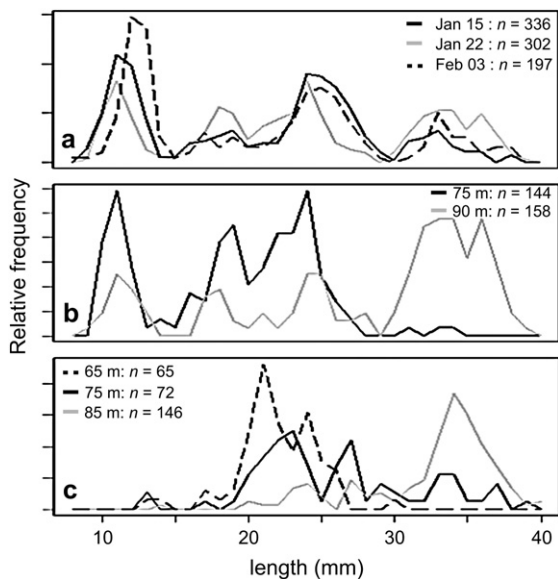 Jan 15 : n = 336
Jan 22 : n = 302
Feb 03 : n = 197
a
Relative frequency
75 m: n = 144
90 m: n = 158
b
65 m: n = 65
75 m: n = 72
85 m: n = 146
c
10 20 30 40
length (mm)